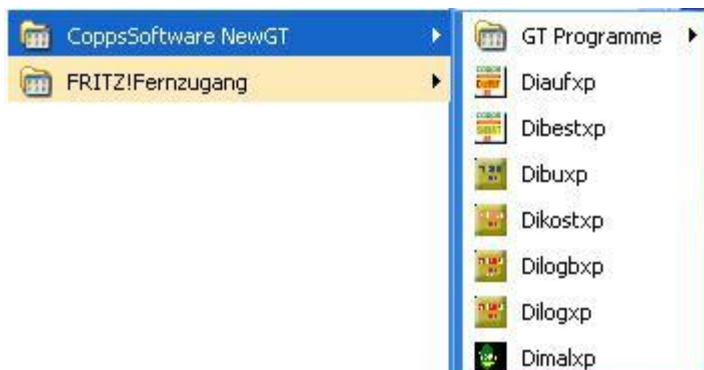 CoppsSoftware NewGT
FRITZ!Fernzugang
GT Programme
Diaufxp
Dibestxp
Dibuxp
Dikostxp
Dilogbxp
Dilogxp
Dimalxp